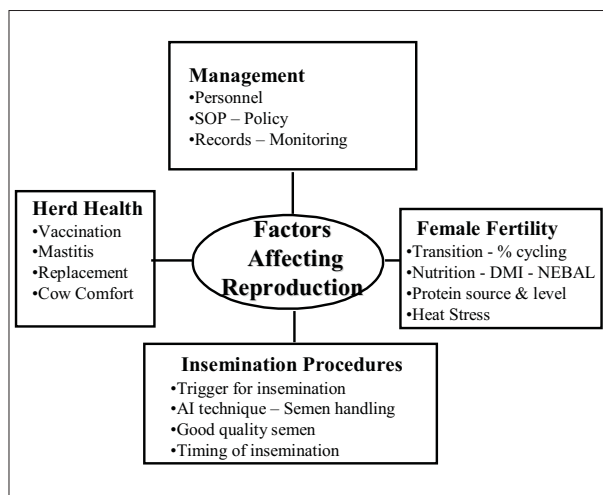 Management
•Personnel
•SOP – Policy
•Records – Monitoring
Herd Health
•Vaccination
•Mastitis
•Replacement
•Cow Comfort
Factors
Affecting
Reproduction
Female Fertility
•Transition - % cycling
•Nutrition - DMI - NEBAL
•Protein source & level
•Heat Stress
Insemination Procedures
•Trigger for insemination
•AI technique – Semen handling
•Good quality semen
•Timing of insemination